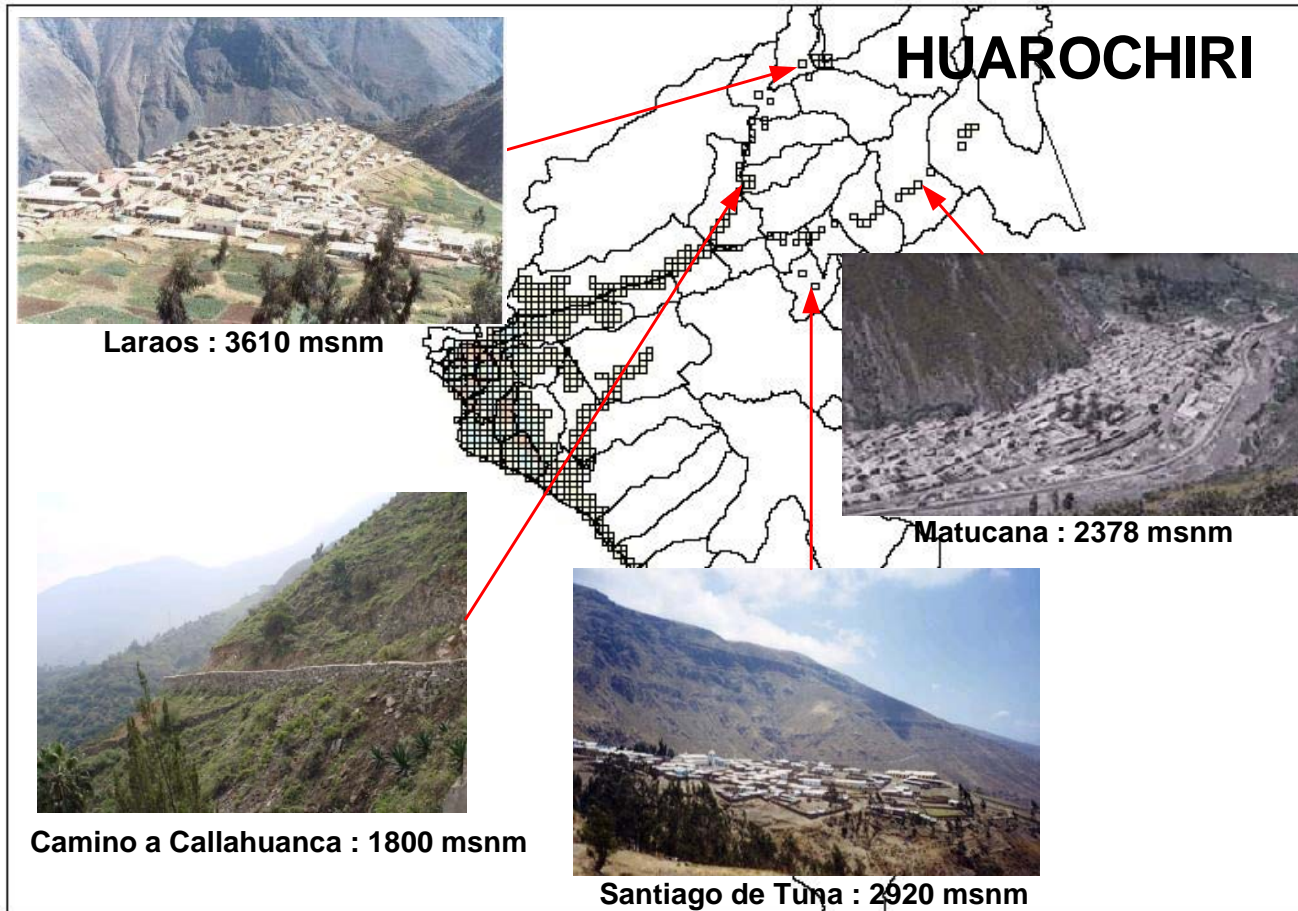 HUAROCHIRI
Laraos : 3610 msnm
Matucana : 2378 msnm
Camino a Callahuanca : 1800 msnm
Santiago de Tuna : 2920 msnm